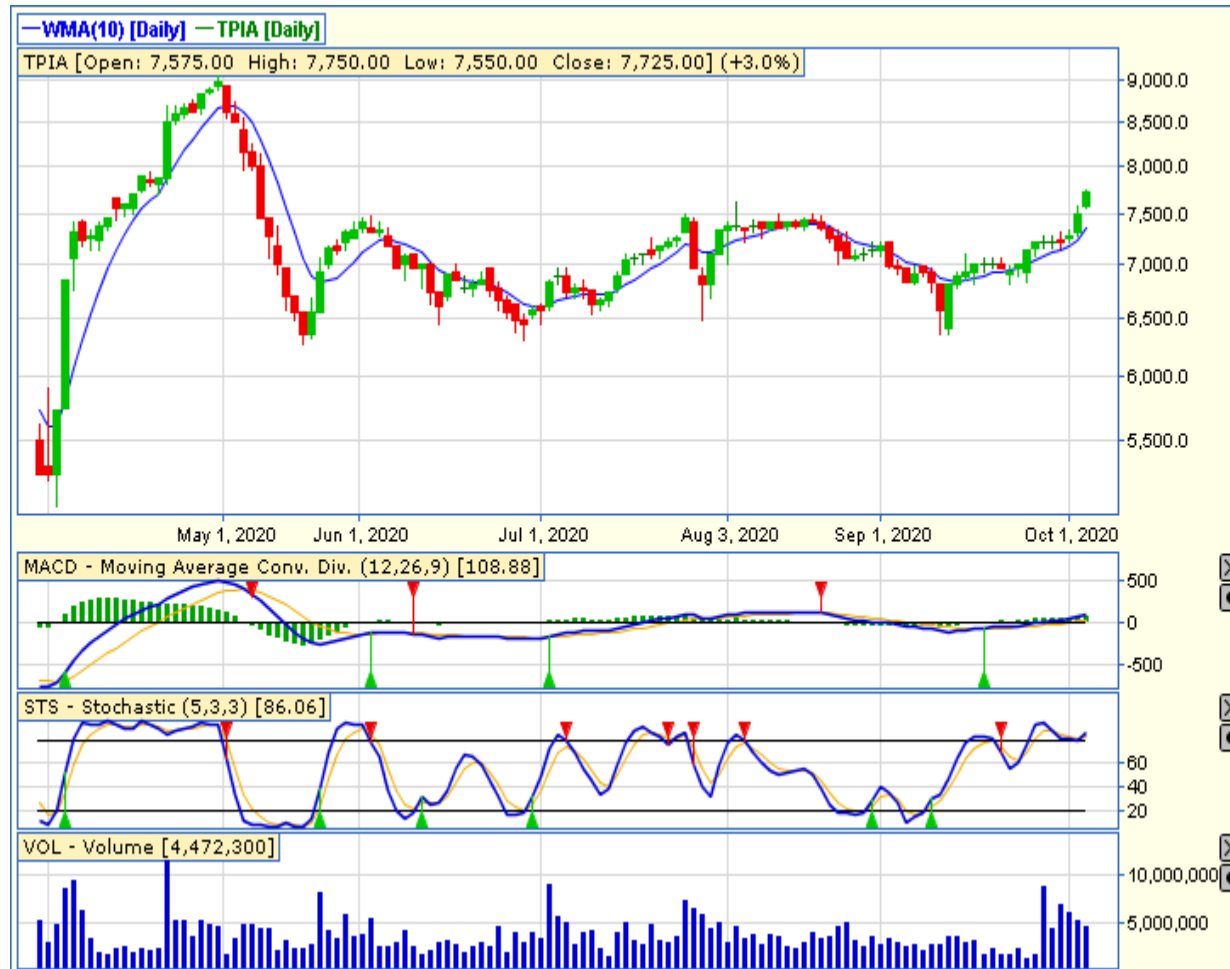 WMA(10) [Daily] TPIA [Daily]
TPIA [Open: 7,575.00 High: 7,750.00 Low: 7,550.00 Close: 7,725.00] (+3.0%)
9,000.0
8,500.0
8,000.0
7,500.0
7,000.0
6,500.0
6,000.0
5,500.0
May 1, 2020 Jun 1, 2020 Jul 1, 2020 Aug 3, 2020 Sep 1, 2020 Oct 1, 2020
MACD - Moving Average Conv. Div. (12,26,9) [108.88]
500
0
-500
STS - Stochastic (5,3,3) [86.06]
60
40
20
VOL - Volume [4,472,300]
10,000,000
5,000,000